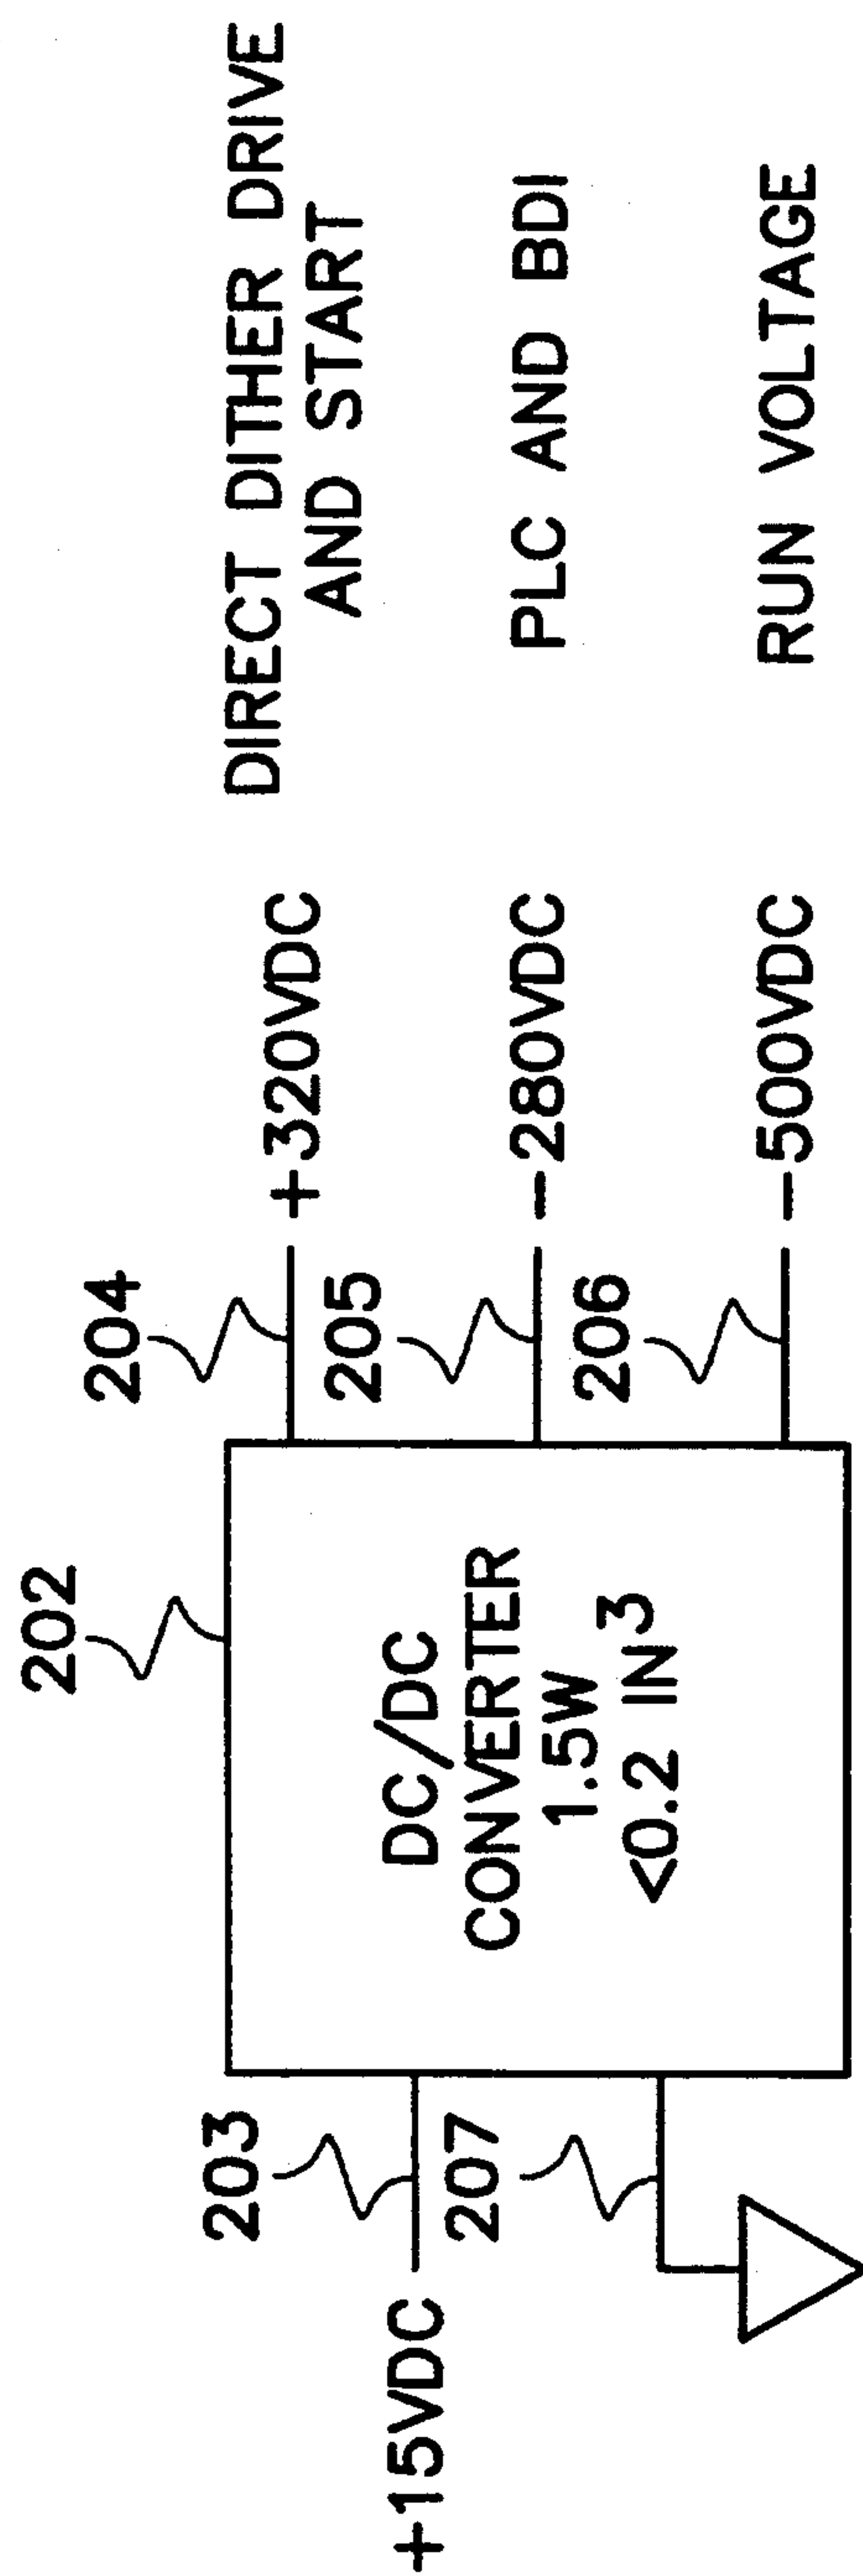 202
DC/DC
CONVERTER
1.5W
<0.2 IN3
+15VDC
203
207
204
+320VDC
DIRECT DITHER DRIVE
AND START
205
-280VDC
PLC AND BDI
206
-500VDC
RUN VOLTAGE